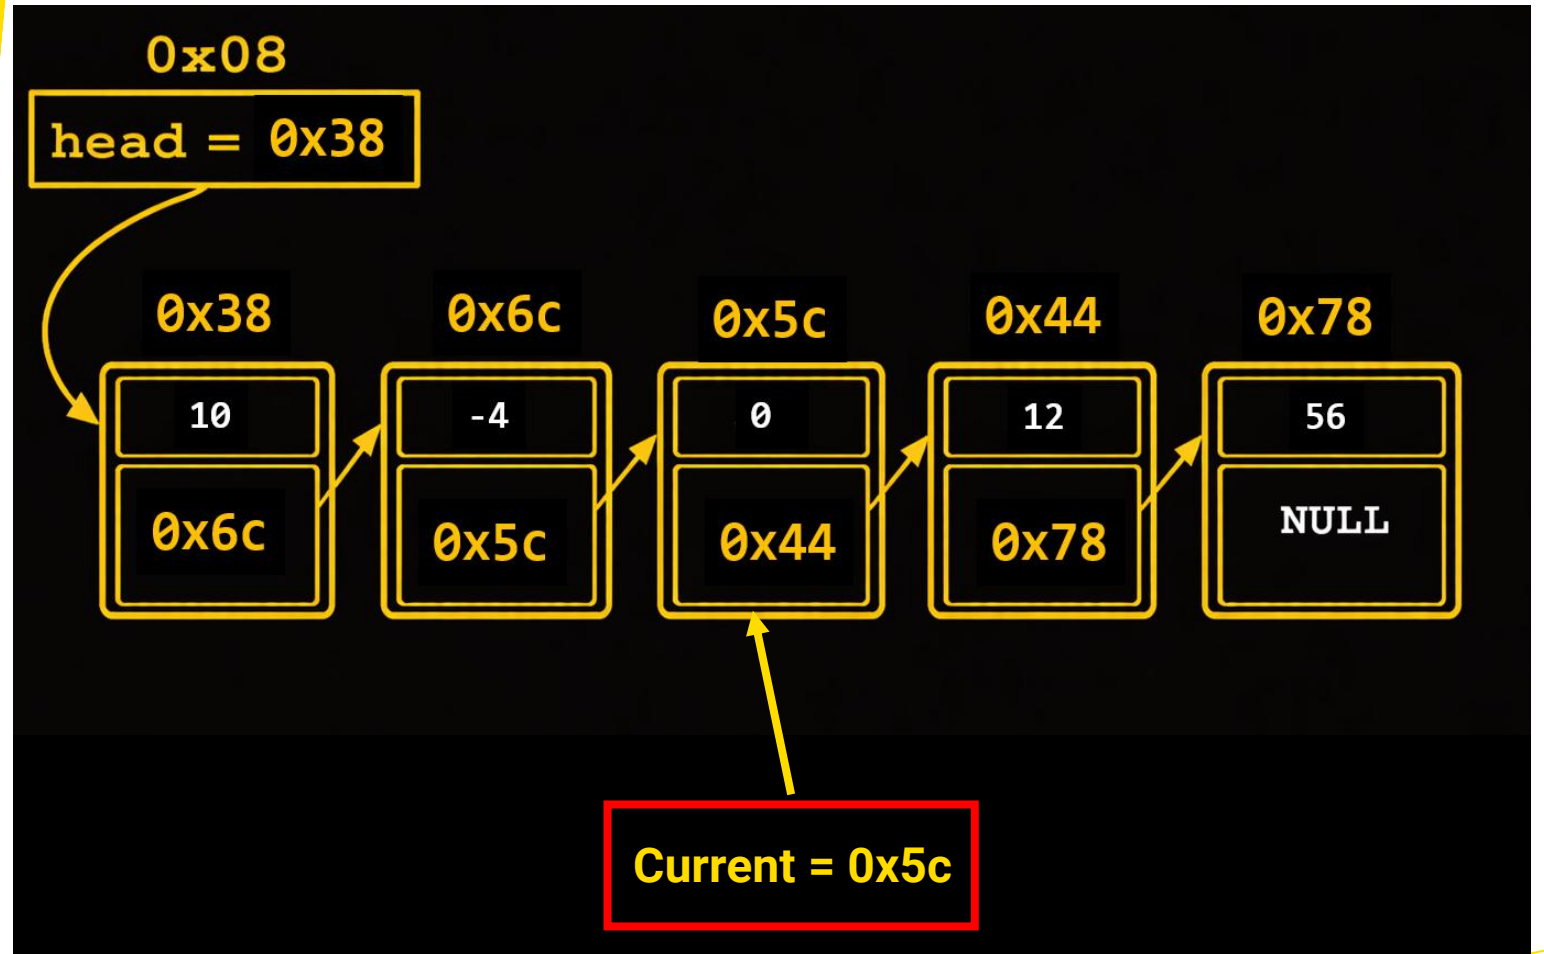 0x08
head = 0x38
0x38 0x6c 0x5c 0x44 0x78
10 -4 0 12 56
0x6c 0x5c 0x44 0x78 NULL
Current = 0x5c